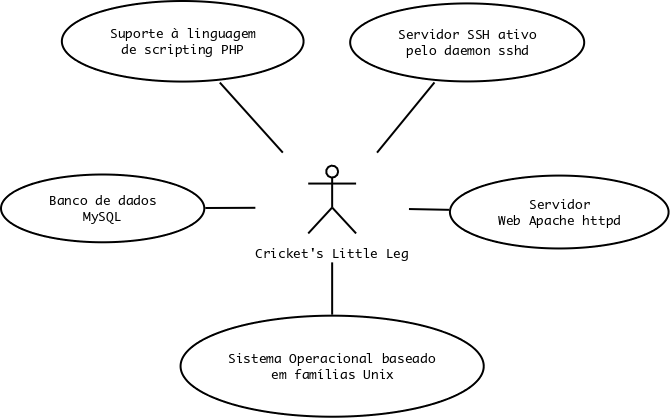 Suporte à linguagem
de scripting PHP
Servidor SSH ativo
pelo daemon sshd
Banco de dados
MySQL
Servidor
Web Apache httpd
Cricket's Little Leg
Sistema Operacional baseado
em famílias Unix